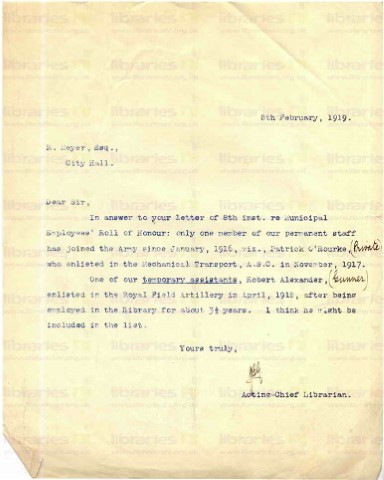 8th February, 1919.
R. Meyer, Esq.,
City Hall.
Dear Sir,
In answer to your letter of 8th inst. re Municipal
Employees' Roll of Honour: only one member of our permanent staff
has joined the Army since January, 1916, viz., Patrick O'Rourke, (Private)
who enlisted in the Mechanical Transport, A.S.C. in November, 1917.
One of our temporary assistants, Robert Alexander, (Gunner)
enlisted in the Royal Field Artillery in April, 1918, after being
employed in the Library for about 3½ years. I think he might be
included in the list.
Yours truly,
Acting-Chief Librarian.